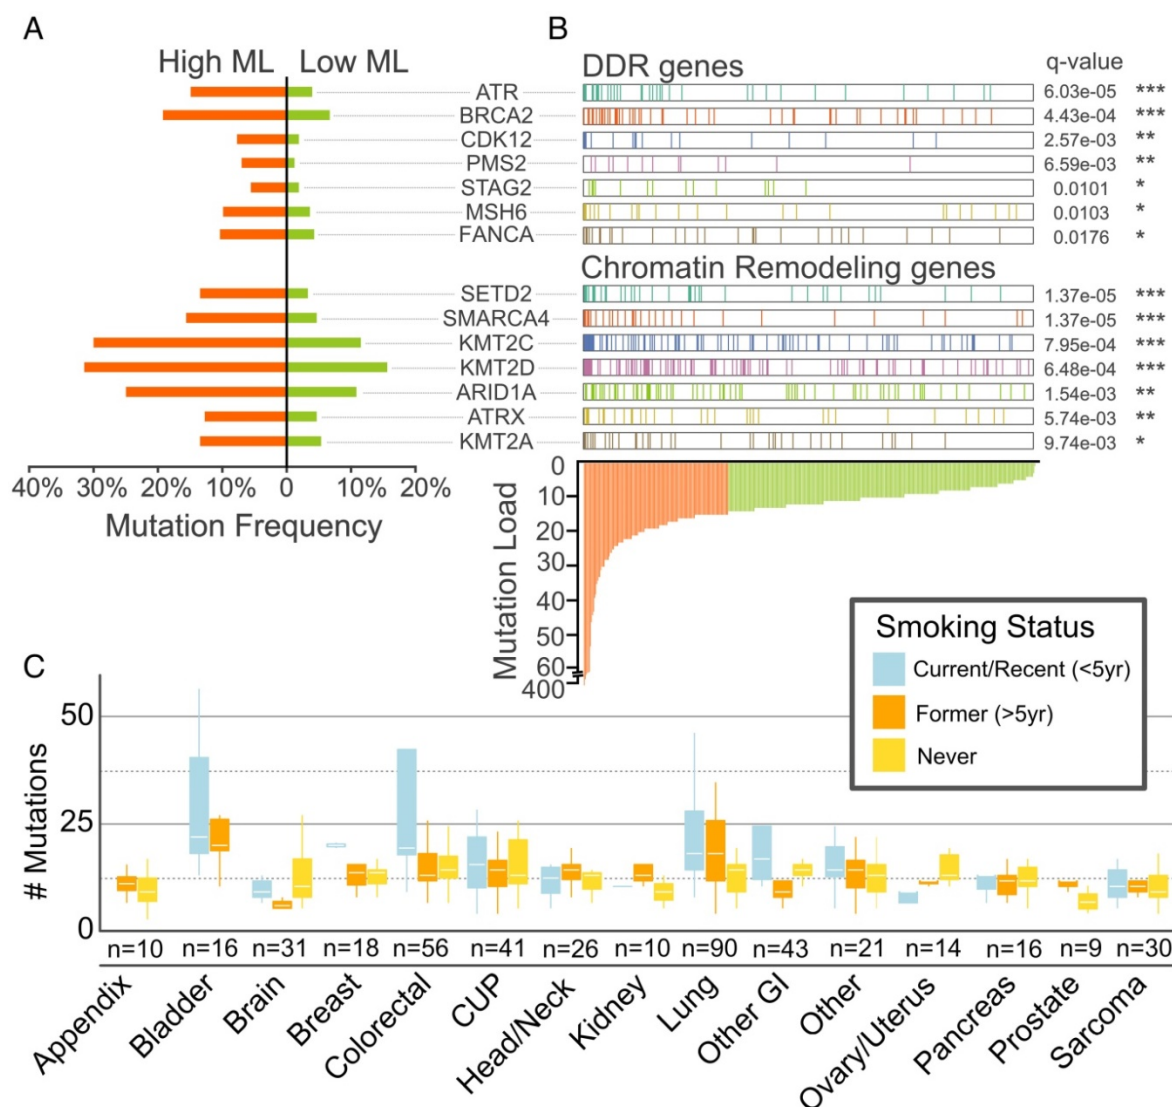 A
High ML
Low ML
ATR
BRCA2
CDK12
PMS2
STAG2
MSH6
FANCA
SETD2
SMARCA4
KMT2C
KMT2D
ARID1A
ATRX
KMT2A
40% 30% 20% 10% 0 10% 20%
Mutation Frequency
B
DDR genes
q-value
6.03e-05 ***
4.43e-04 ***
2.57e-03 **
6.59e-03 **
0.0101 *
0.0103 *
0.0176 *
Chromatin Remodeling genes
1.37e-05 ***
1.37e-05 ***
7.95e-04 ***
6.48e-04 ***
1.54e-03 **
5.74e-03 **
9.74e-03 *
Mutation Load
0
10
20
30
40
50
60
400
Smoking Status
Current/Recent (<5yr)
Former (>5yr)
Never
C
# Mutations
50
25
0
n=10 n=16 n=31 n=18 n=56 n=41 n=26 n=10 n=90 n=43 n=21 n=14 n=16 n=9 n=30
Appendix
Bladder
Brain
Breast
Colorectal
CUP
Head/Neck
Kidney
Lung
Other GI
Other
Ovary/Uterus
Pancreas
Prostate
Sarcoma